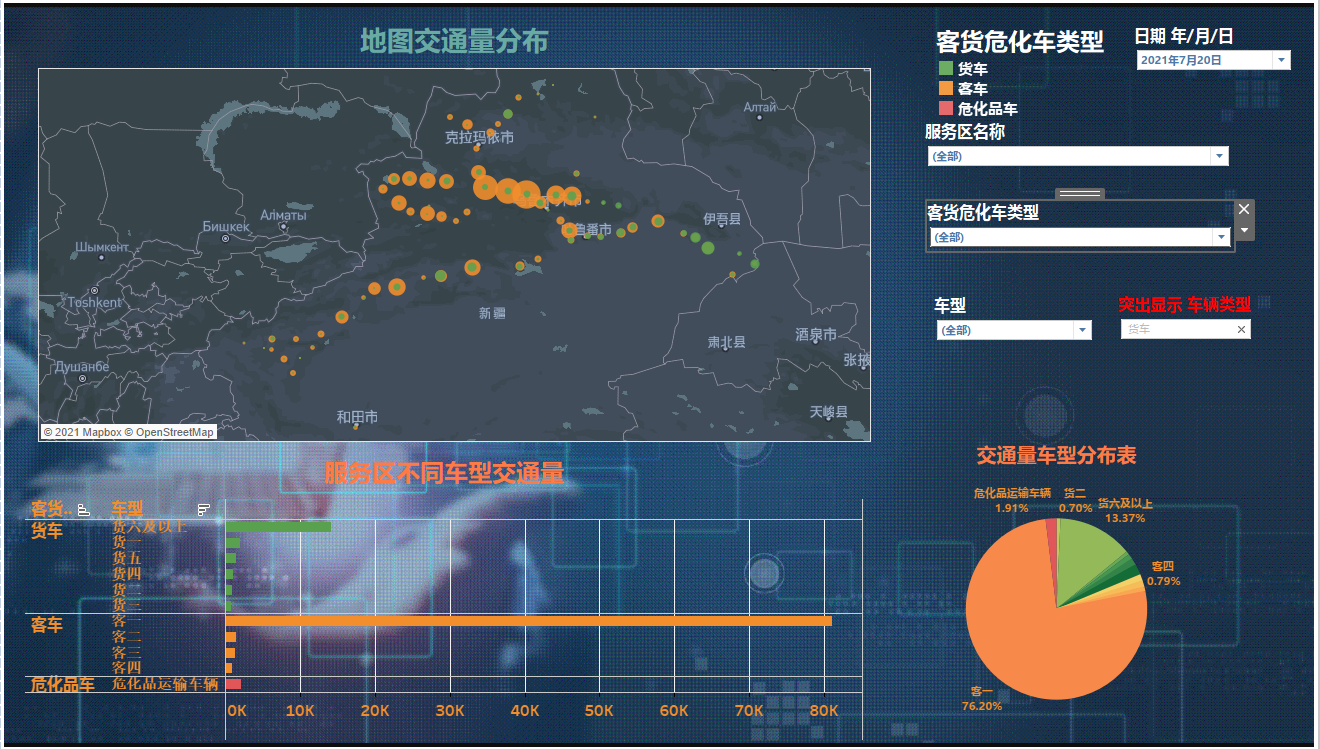 地图交通量分布
客货危化车类型
货车
客车
危化品车
日期 年/月/日
2021年7月20日
服务区名称
(全部)
客货危化车类型
(全部)
车型
(全部)
突出显示 车辆类型
货车
Алтай
克拉玛依市
Алматы
Бишкек
Шымкент
Toshkent
Душанбе
伊吾县
鲁番市
新疆
肃北县
酒泉市
张掖
天峻县
和田市
© 2021 Mapbox © OpenStreetMap
服务区不同车型交通量
客货.. 车型
货车
货六及以上
货一
货五
货四
货二
货三
客车
客一
客二
客三
客四
危化品车
危化品运输车辆
0K 10K 20K 30K 40K 50K 60K 70K 80K
交通量车型分布表
危化品运输车辆
1.91%
货二
0.70%
货六及以上
13.37%
客四
0.79%
客一
76.20%